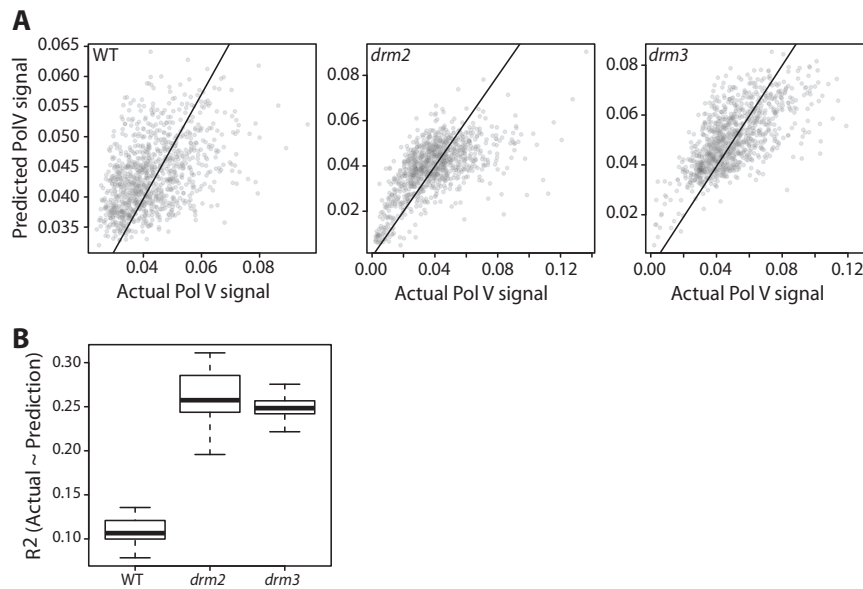 A
WT
drm2
drm3
Predicted PolV signal
0.065
0.060
0.055
0.050
0.045
0.040
0.035
0.04
0.06
0.08
Actual Pol V signal
0.08
0.06
0.04
0.02
0.00
0.04
0.08
0.12
Actual Pol V signal
0.08
0.06
0.04
0.02
0.00
0.04
0.08
0.12
Actual Pol V signal
B
R2 (Actual ~ Prediction)
0.30
0.25
0.20
0.15
0.10
WT
drm2
drm3